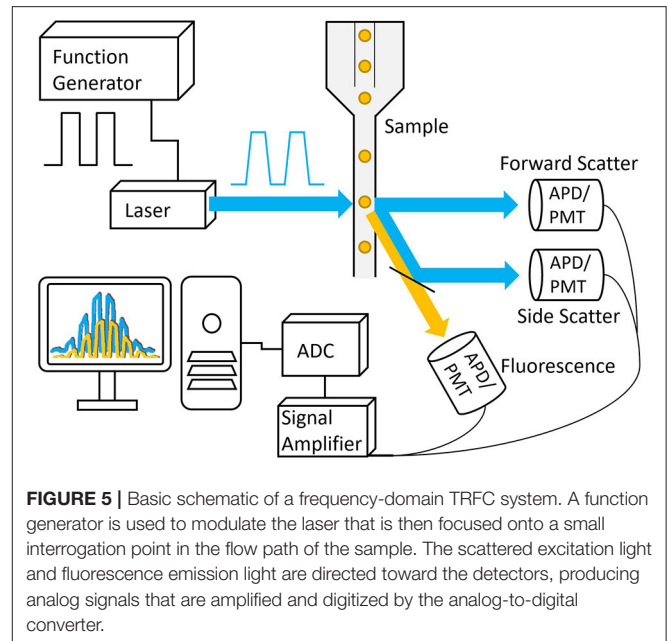 Function
Generator
Sample
Forward Scatter
APD/
PMT
Laser
APD/
PMT
Side Scatter
ADC
Fluorescence
APD/
PMT
Signal
Amplifier
FIGURE 5 | Basic schematic of a frequency-domain TRFC system. A function
generator is used to modulate the laser that is then focused onto a small
interrogation point in the flow path of the sample. The scattered excitation light
and fluorescence emission light are directed toward the detectors, producing
analog signals that are amplified and digitized by the analog-to-digital
converter.